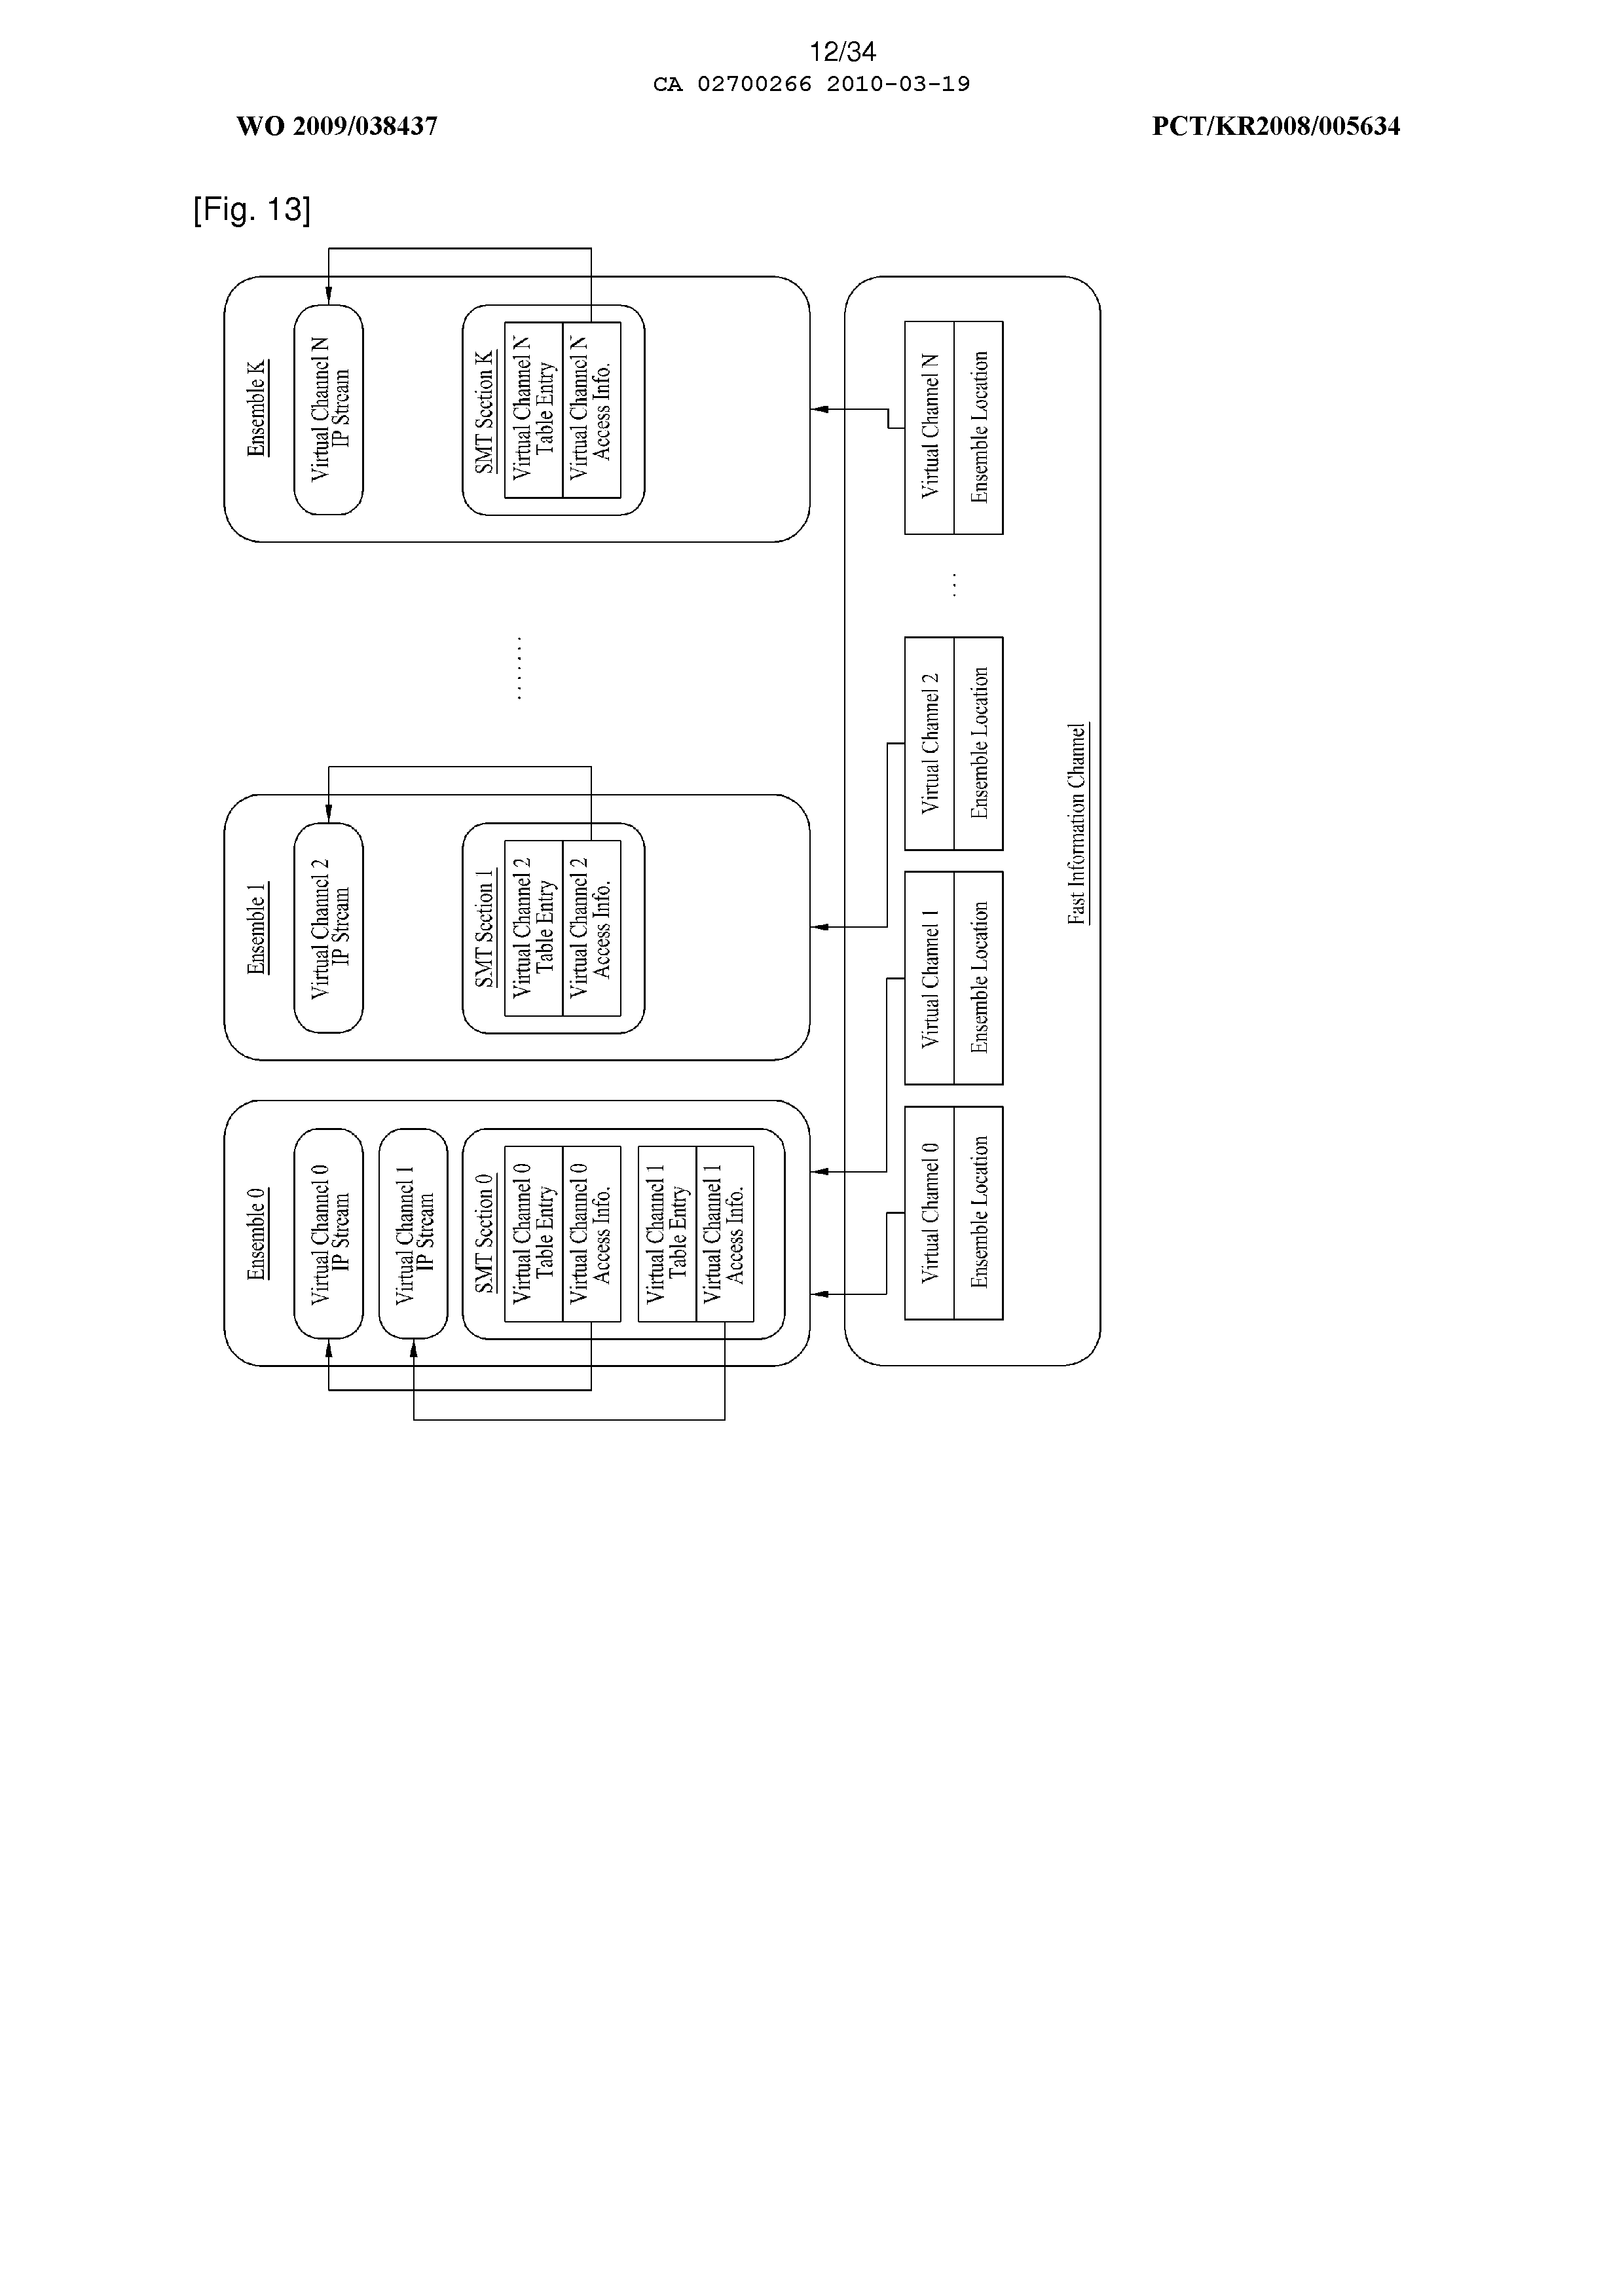 12/34
CA 02700266 2010-03-19
WO 2009/038437
PCT/KR2008/005634
[Fig. 13]
Ensemble 0
Virtual Channel 0
IP Stream
Virtual Channel 1
IP Stream
SMT Section 0
Virtual Channel 0
Table Entry
Virtual Channel 0
Access Info.
Virtual Channel 1
Table Entry
Virtual Channel 1
Access Info.
Ensemble 1
Virtual Channel 2
IP Stream
SMT Section 1
Virtual Channel 2
Table Entry
Virtual Channel 2
Access Info.
.......
Ensemble K
Virtual Channel N
IP Stream
SMT Section K
Virtual Channel N
Table Entry
Virtual Channel N
Access Info.
Virtual Channel 0
Ensemble Location
Virtual Channel 1
Ensemble Location
Virtual Channel 2
Ensemble Location
...
Virtual Channel N
Ensemble Location
Fast Information Channel